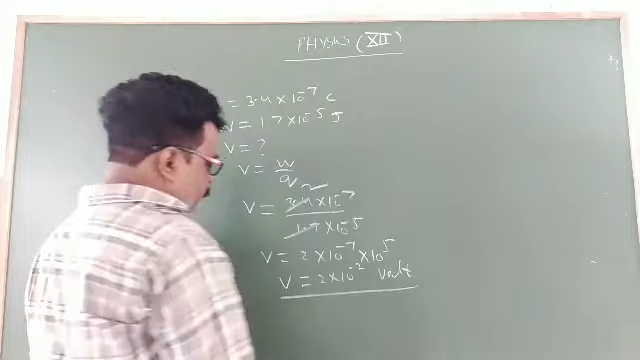 PHYSICS (XII)
= 3.4 × 10⁻⁷ C
W = 1.7 × 10⁻⁵ J
V = ?
V = W/q
V = 3.4 × 10⁻⁷ / 1.7 × 10⁻⁵
V = 2 × 10⁻⁷ × 10⁵
V = 2 × 10⁻² Volt